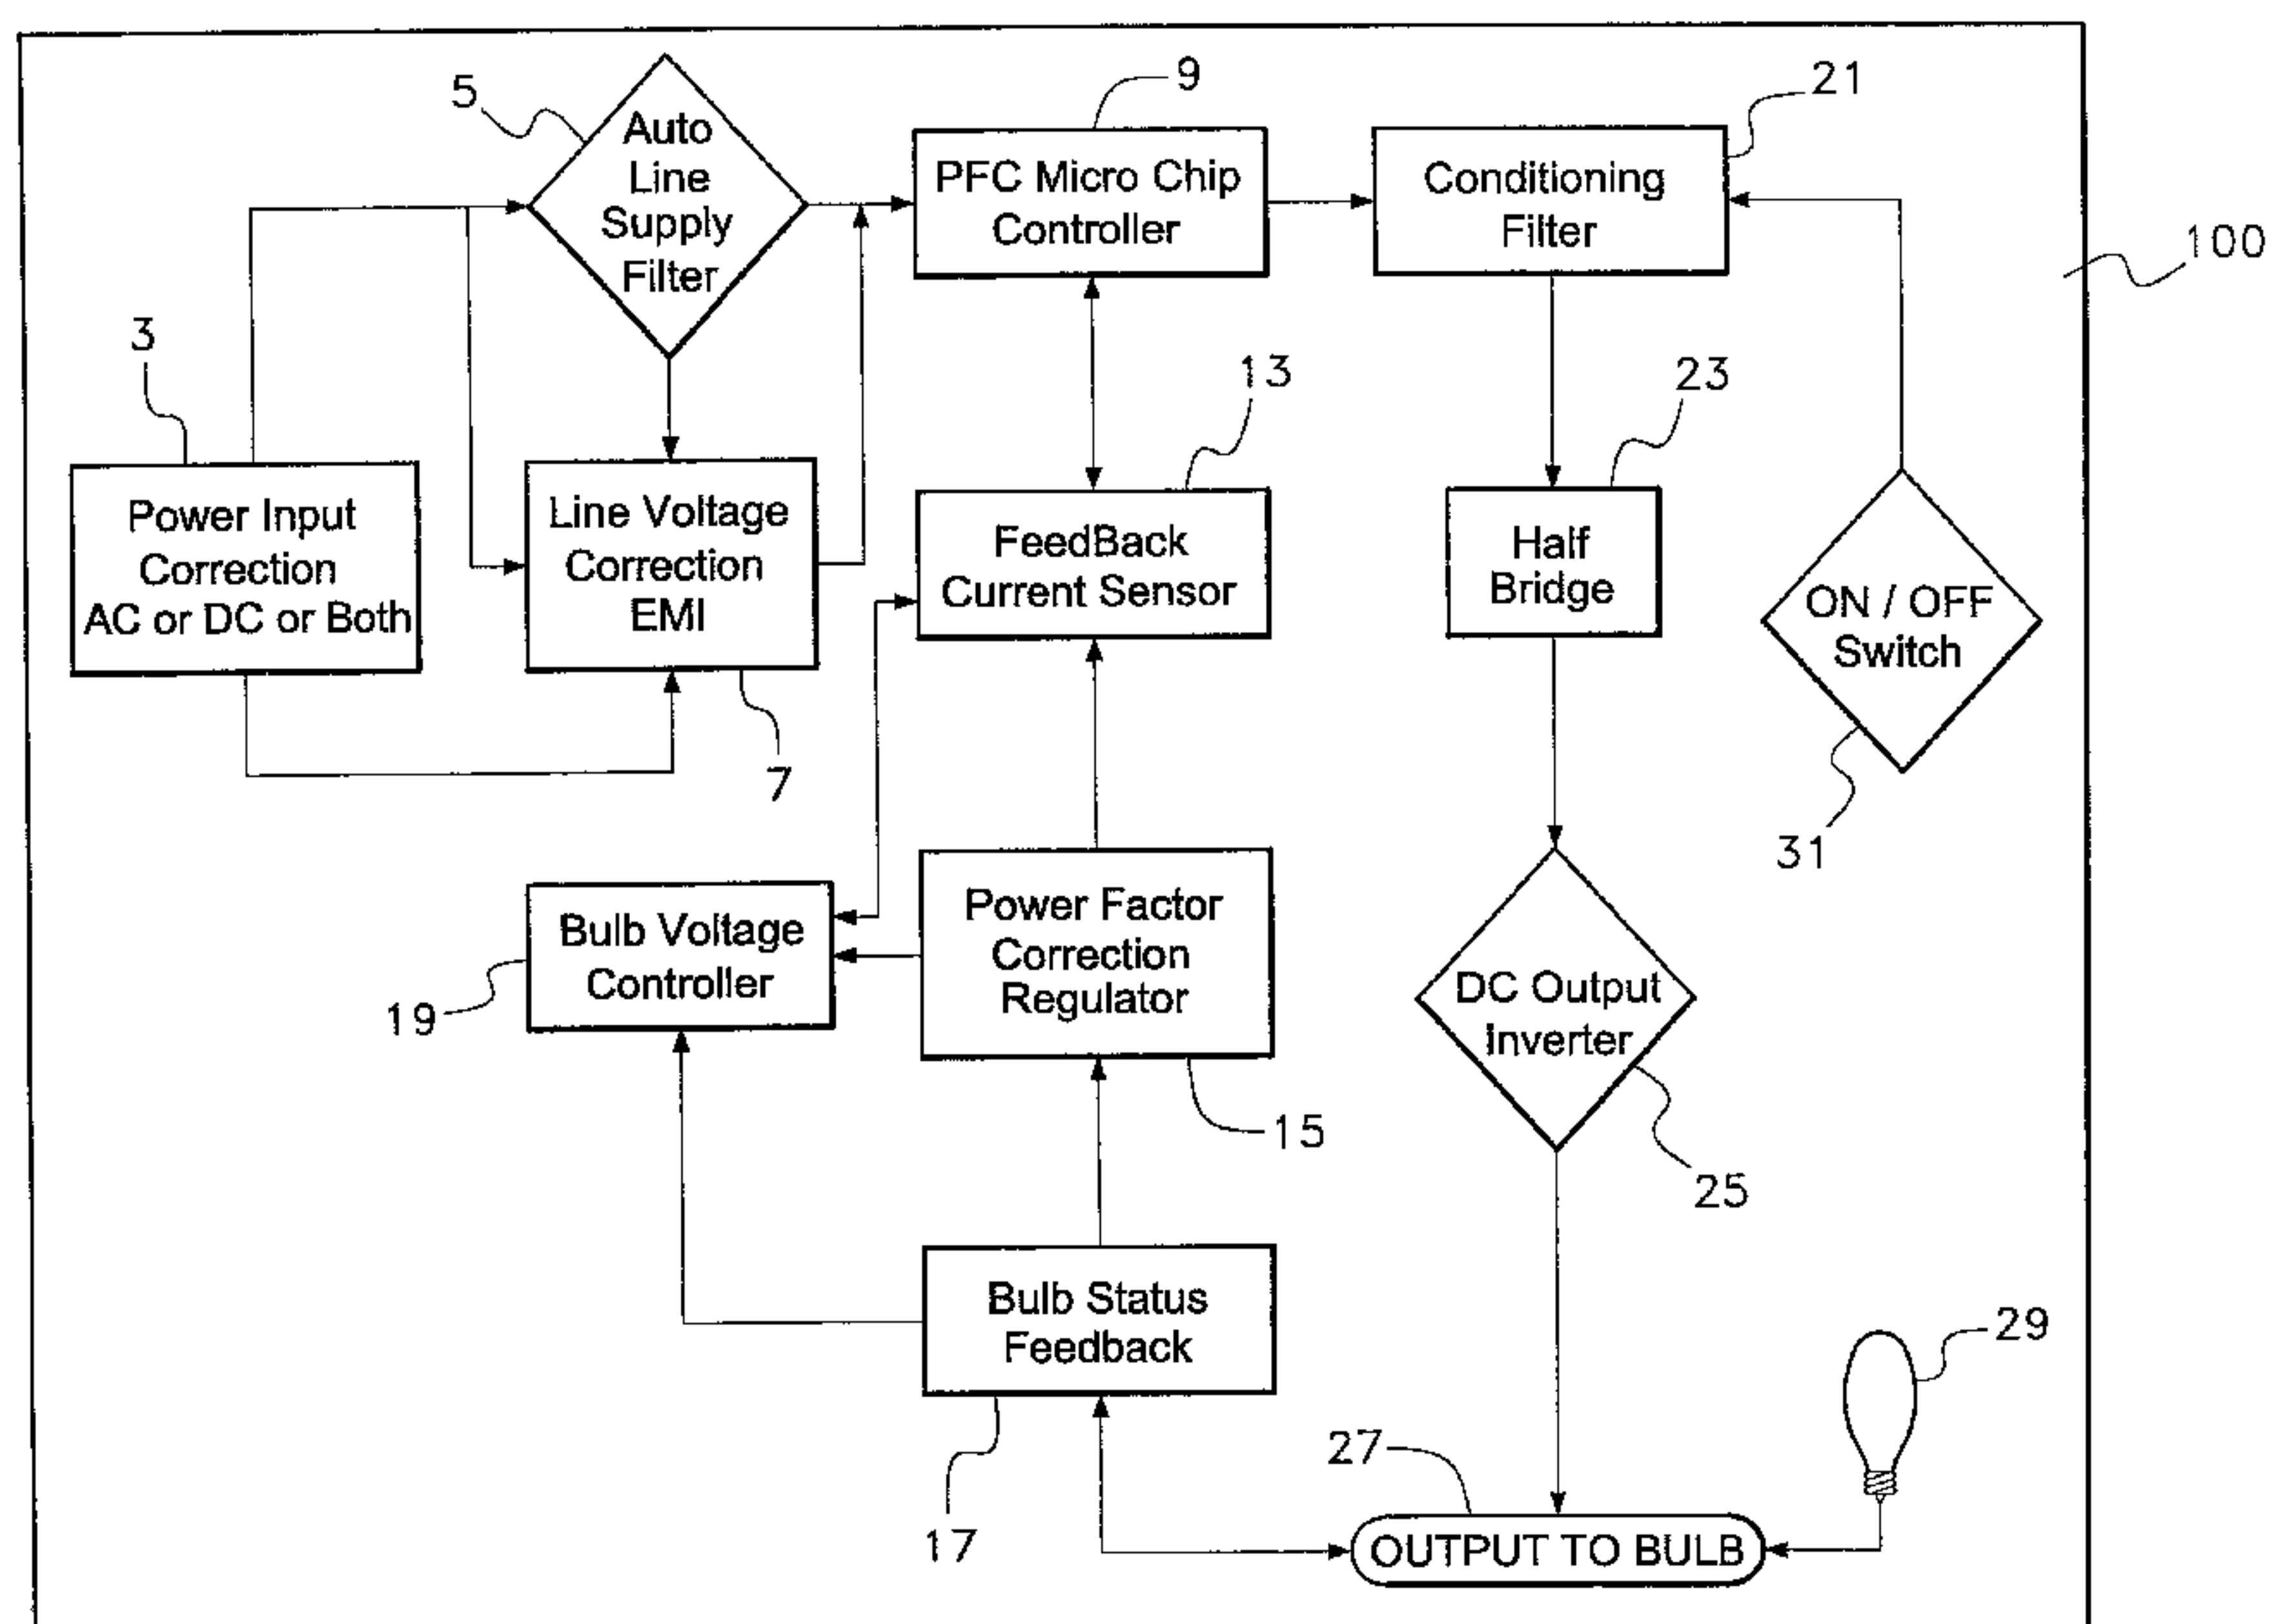 5
Auto
Line
Supply
Filter
9
PFC Micro Chip
Controller
21
Conditioning
Filter
100
3
Power Input
Correction
AC or DC or Both
Line Voltage
Correction
EMI
7
13
FeedBack
Current Sensor
23
Half
Bridge
ON / OFF
Switch
31
Bulb Voltage
Controller
19
Power Factor
Correction
Regulator
15
DC Output
Inverter
25
Bulb Status
Feedback
17
27
OUTPUT TO BULB
29